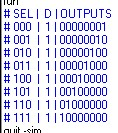 run
# SEL| D|OUTPUTS
# 000 | 1|00000001
# 001 | 1|00000010
# 010 | 1|00000100
# 011 | 1|00001000
# 100 | 1|00010000
# 101 | 1|00100000
# 110 | 1|01000000
# 111 | 1|10000000
quit -sim